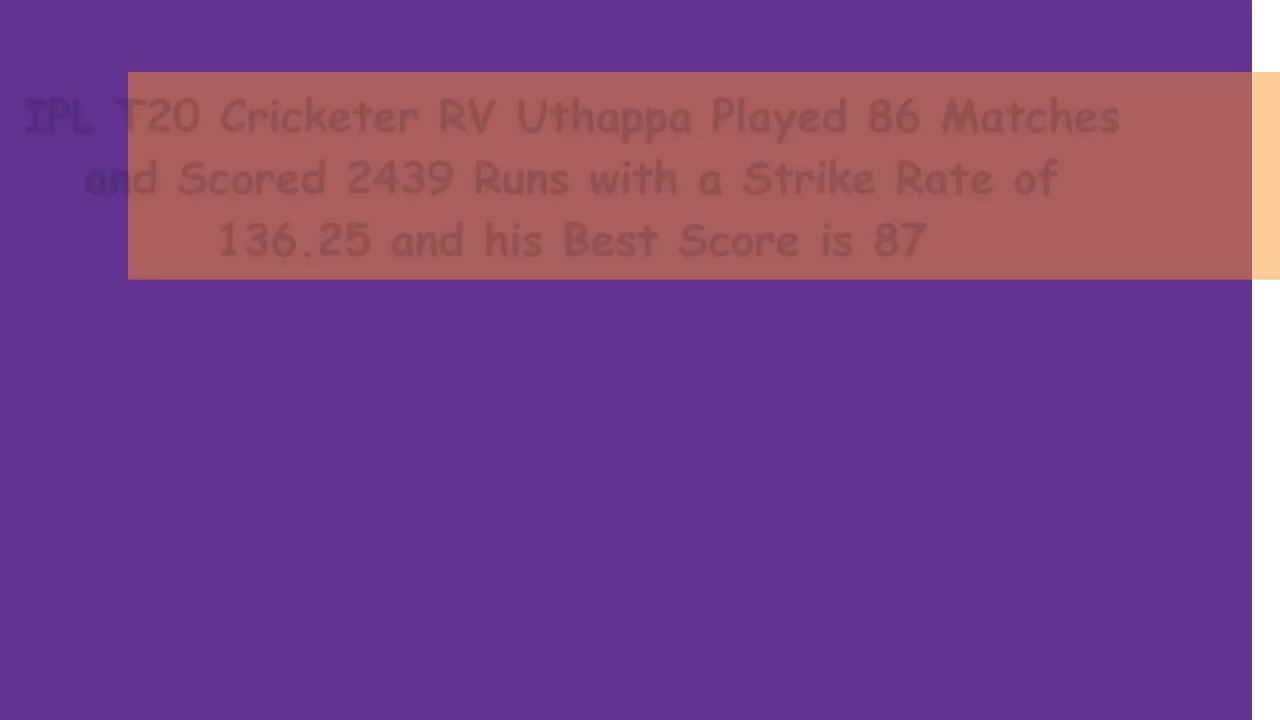 IPL T20 Cricketer RV Uthappa Played 86 Matches
and Scored 2439 Runs with a Strike Rate of
136.25 and his Best Score is 87